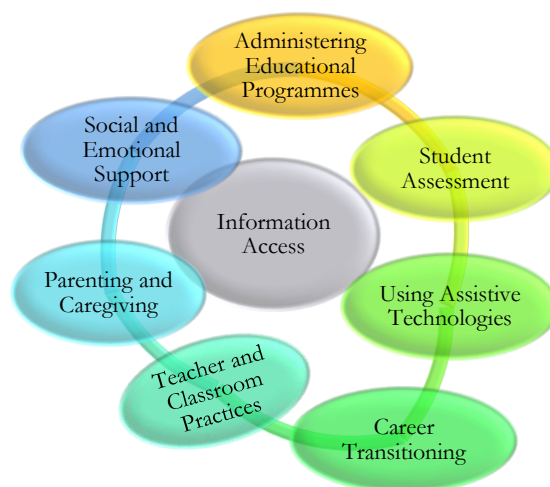 Administering
Educational
Programmes
Social and
Emotional
Support
Student
Assessment
Information
Access
Parenting and
Caregiving
Using Assistive
Technologies
Teacher and
Classroom
Practices
Career
Transitioning